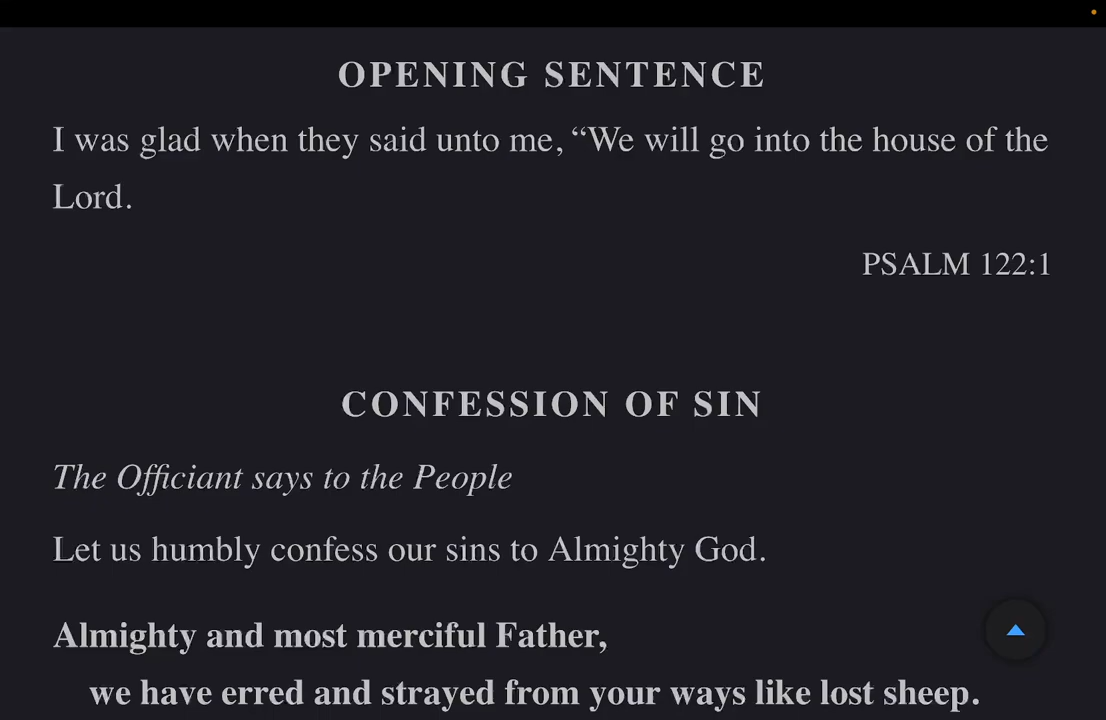 OPENING SENTENCE
I was glad when they said unto me, “We will go into the house of the
Lord.
PSALM 122:1
CONFESSION OF SIN
The Officiant says to the People
Let us humbly confess our sins to Almighty God.
Almighty and most merciful Father,
we have erred and strayed from your ways like lost sheep.